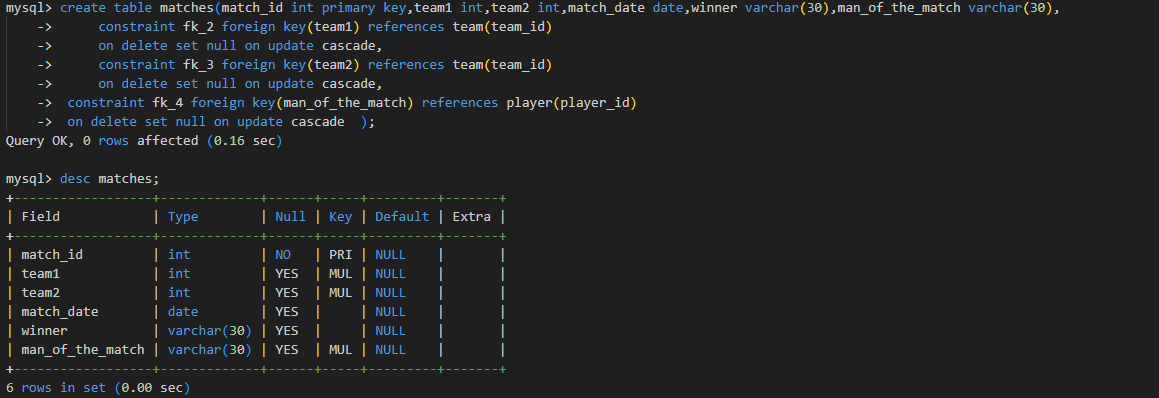 mysql> create table matches(match_id int primary key,team1 int,team2 int,match_date date,winner varchar(30),man_of_the_match varchar(30),
    ->      constraint fk_2 foreign key(team1) references team(team_id)
    ->      on delete set null on update cascade,
    ->      constraint fk_3 foreign key(team2) references team(team_id)
    ->      on delete set null on update cascade,
    ->  constraint fk_4 foreign key(man_of_the_match) references player(player_id)
    ->  on delete set null on update cascade  );
Query OK, 0 rows affected (0.16 sec)
mysql> desc matches;
+------------------+-------------+------+-----+---------+-------+
| Field            | Type        | Null | Key | Default | Extra |
+------------------+-------------+------+-----+---------+-------+
| match_id         | int         | NO   | PRI | NULL    |       |
| team1            | int         | YES  | MUL | NULL    |       |
| team2            | int         | YES  | MUL | NULL    |       |
| match_date       | date        | YES  |     | NULL    |       |
| winner           | varchar(30) | YES  |     | NULL    |       |
| man_of_the_match | varchar(30) | YES  | MUL | NULL    |       |
+------------------+-------------+------+-----+---------+-------+
6 rows in set (0.00 sec)